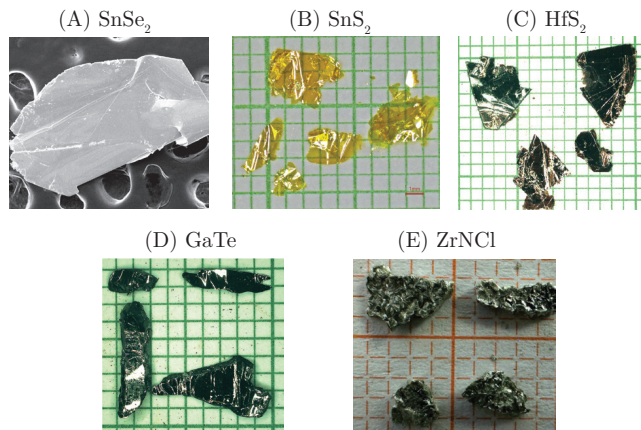 (A) SnSe₂
(B) SnS₂
(C) HfS₂
(D) GaTe
(E) ZrNCl